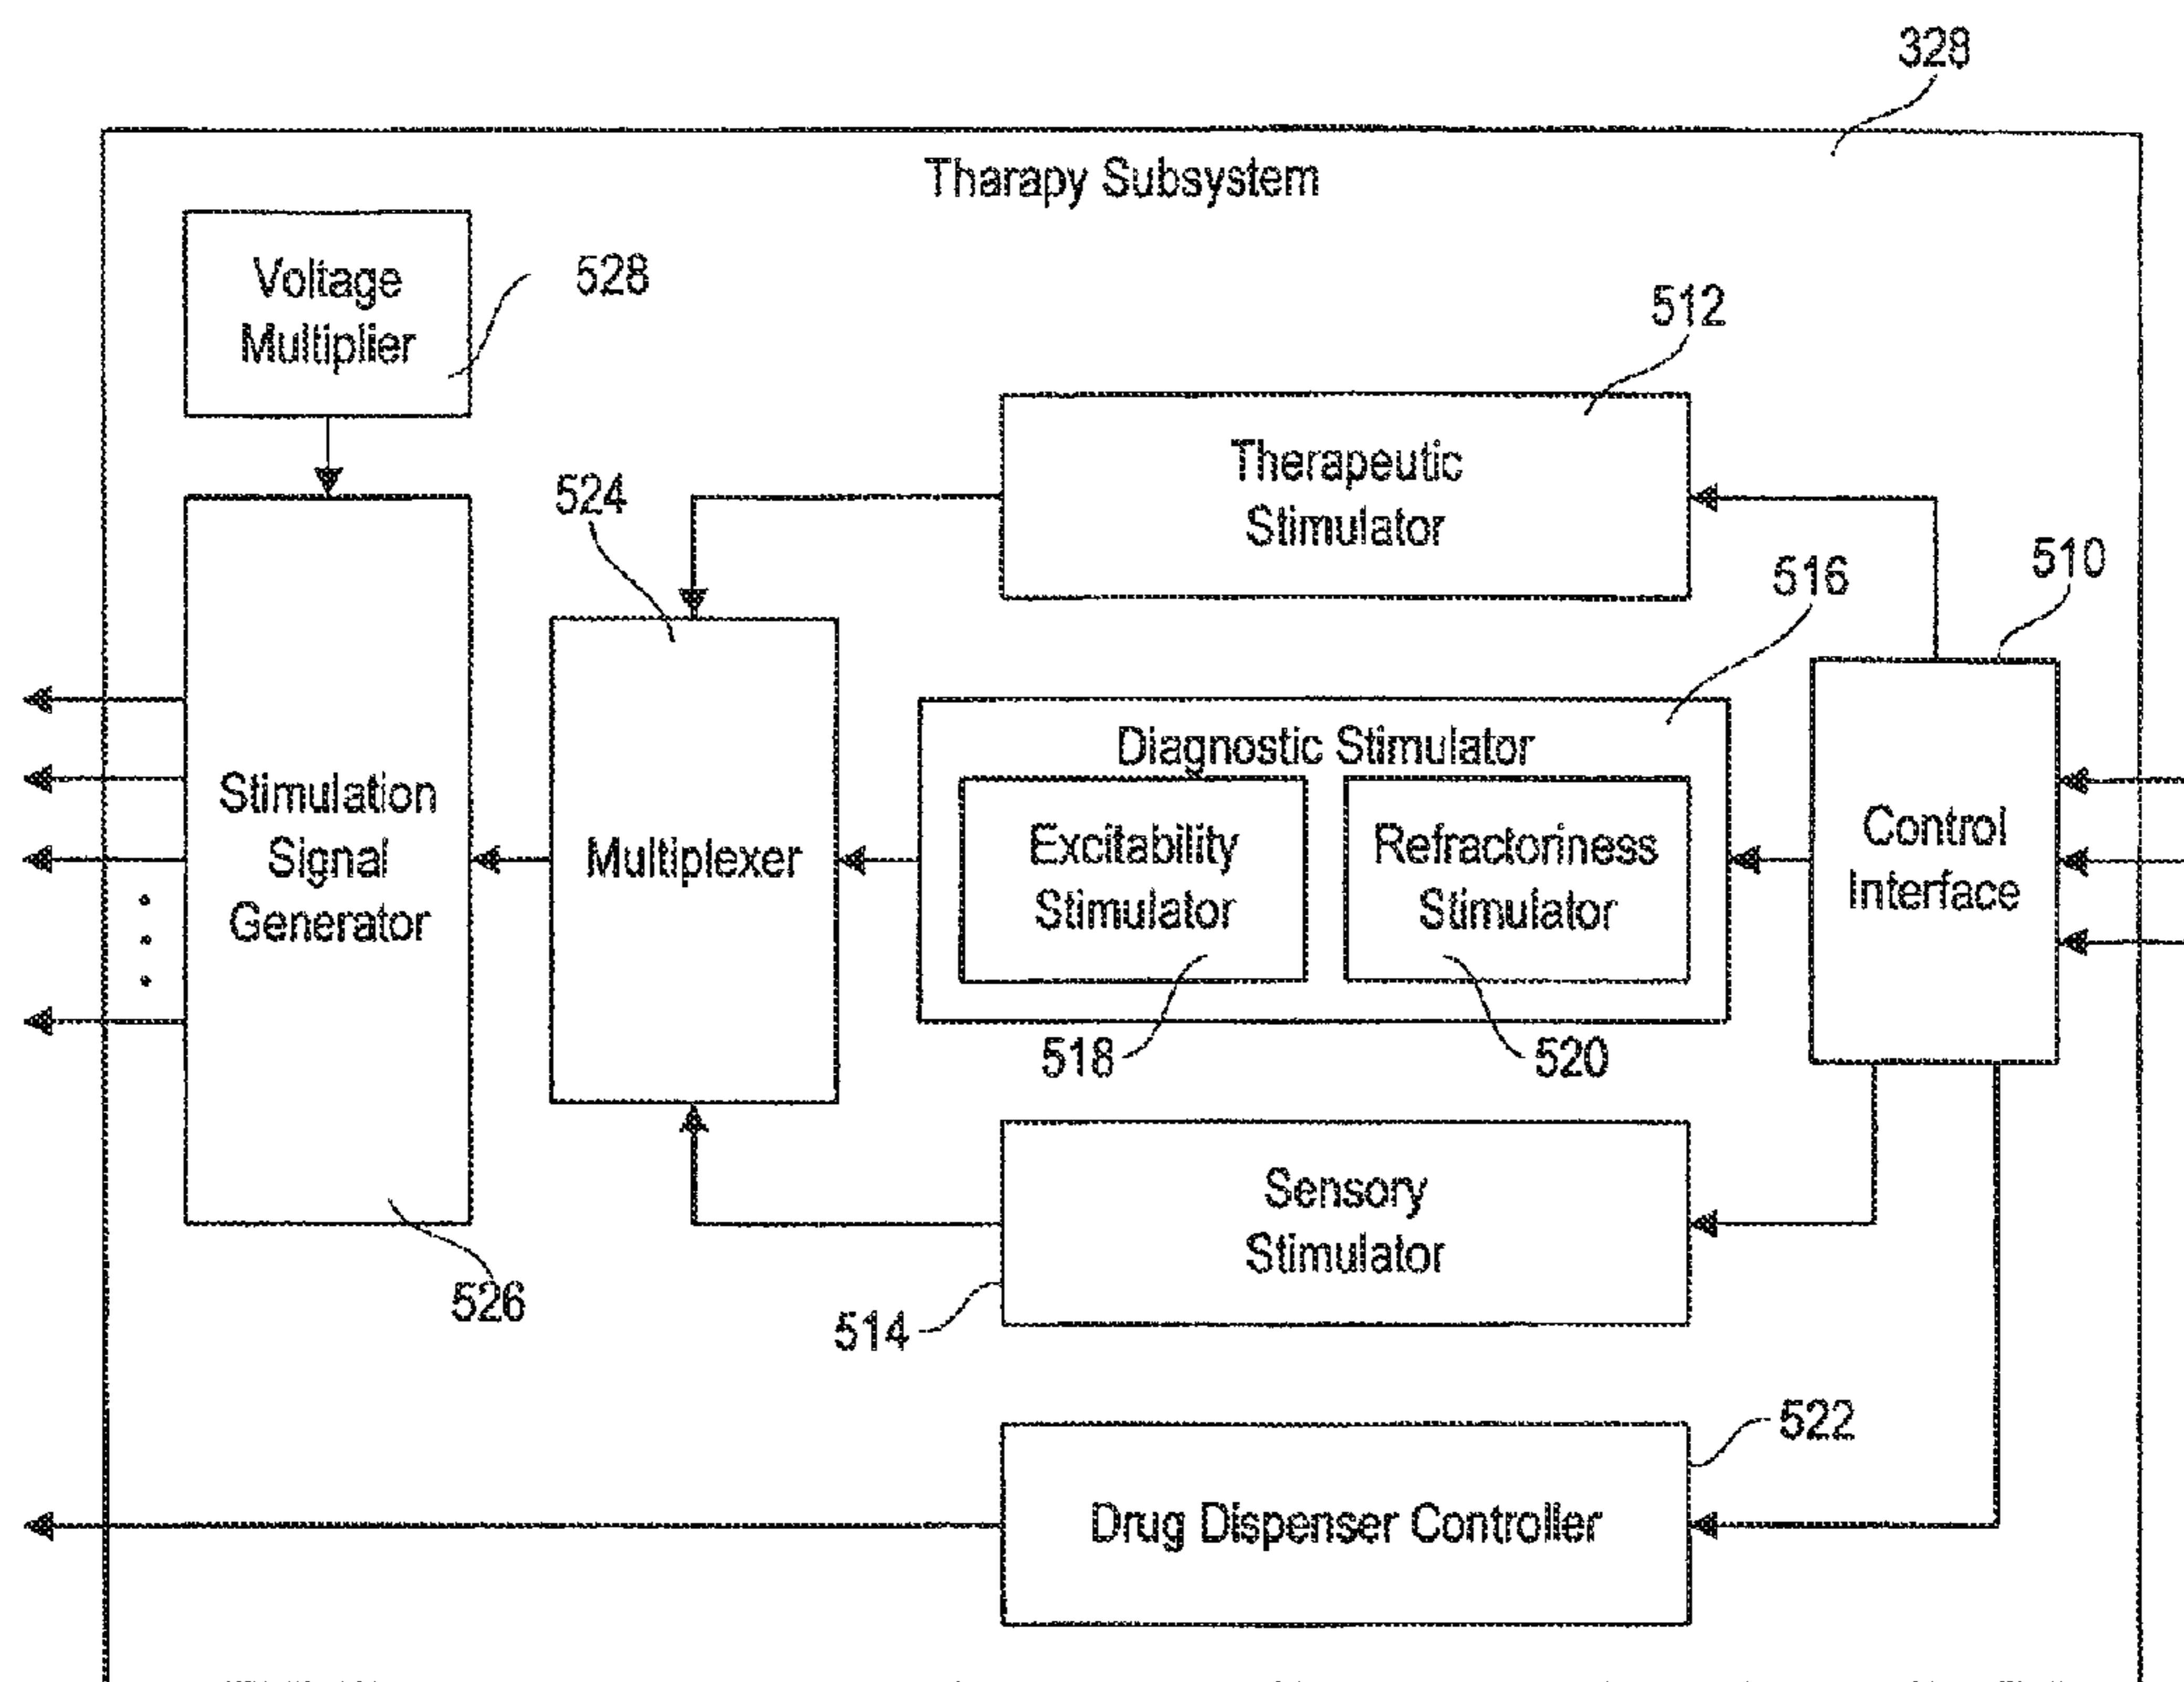 328
Tharapy Subsystem
Voltage
Multiplier
528
512
Therapeutic
Stimulator
524
510
516
Diagnostic Stimulator
Stimulation
Signal
Generator
Multiplexer
Excitability
Stimulator
Refractoriness
Stimulator
Control
Interface
518
520
Sensory
Stimulator
526
514
522
Drug Dispenser Controller